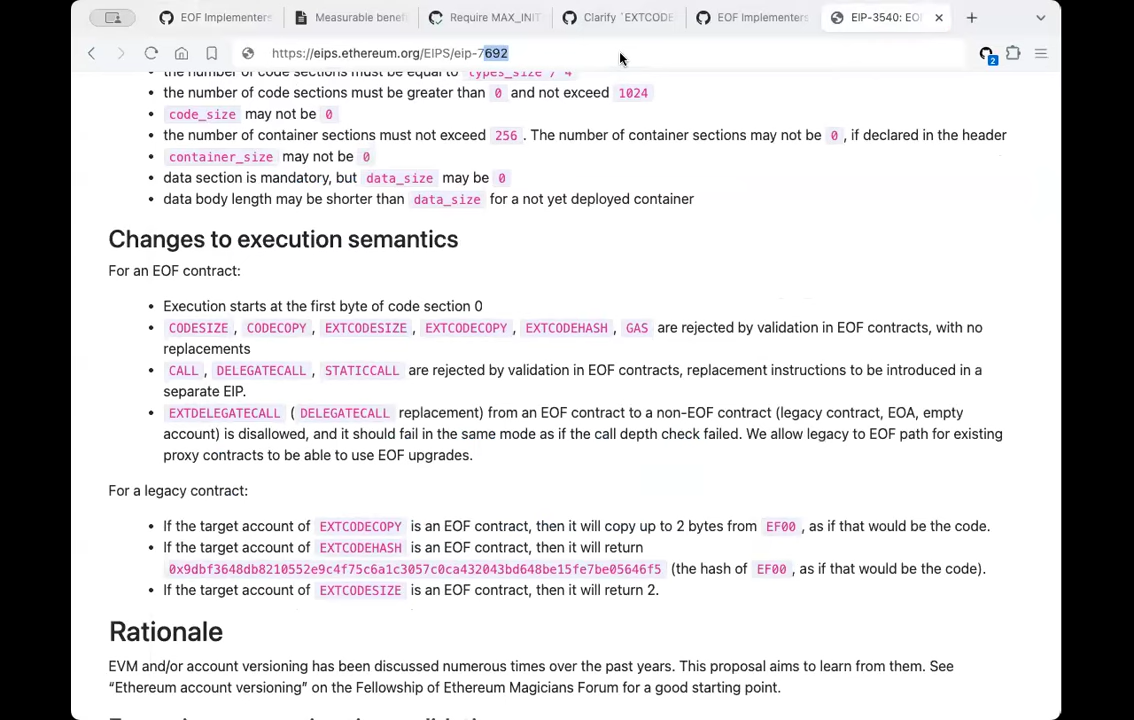 EOF Implementers
Measurable benef
Require MAX_INIT
Clarify `EXTCODE
EOF Implementers
EIP-3540: EO
https://eips.ethereum.org/EIPS/eip-7692
2
the number of code sections must be equal to types_size / 4
the number of code sections must be greater than 0 and not exceed 1024
code_size may not be 0
the number of container sections must not exceed 256 . The number of container sections may not be 0 , if declared in the header
container_size may not be 0
data section is mandatory, but data_size may be 0
data body length may be shorter than data_size for a not yet deployed container
Changes to execution semantics
For an EOF contract:
Execution starts at the first byte of code section 0
CODESIZE , CODECOPY , EXTCODESIZE , EXTCODECOPY , EXTCODEHASH , GAS are rejected by validation in EOF contracts, with no
replacements
CALL , DELEGATECALL , STATICCALL are rejected by validation in EOF contracts, replacement instructions to be introduced in a
separate EIP.
EXTDELEGATECALL ( DELEGATECALL replacement) from an EOF contract to a non-EOF contract (legacy contract, EOA, empty
account) is disallowed, and it should fail in the same mode as if the call depth check failed. We allow legacy to EOF path for existing
proxy contracts to be able to use EOF upgrades.
For a legacy contract:
If the target account of EXTCODECOPY is an EOF contract, then it will copy up to 2 bytes from EF00 , as if that would be the code.
If the target account of EXTCODEHASH is an EOF contract, then it will return
0x9dbf3648db8210552e9c4f75c6a1c3057c0ca432043bd648be15fe7be05646f5 (the hash of EF00 , as if that would be the code).
If the target account of EXTCODESIZE is an EOF contract, then it will return 2.
Rationale
EVM and/or account versioning has been discussed numerous times over the past years. This proposal aims to learn from them. See
“Ethereum account versioning” on the Fellowship of Ethereum Magicians Forum for a good starting point.